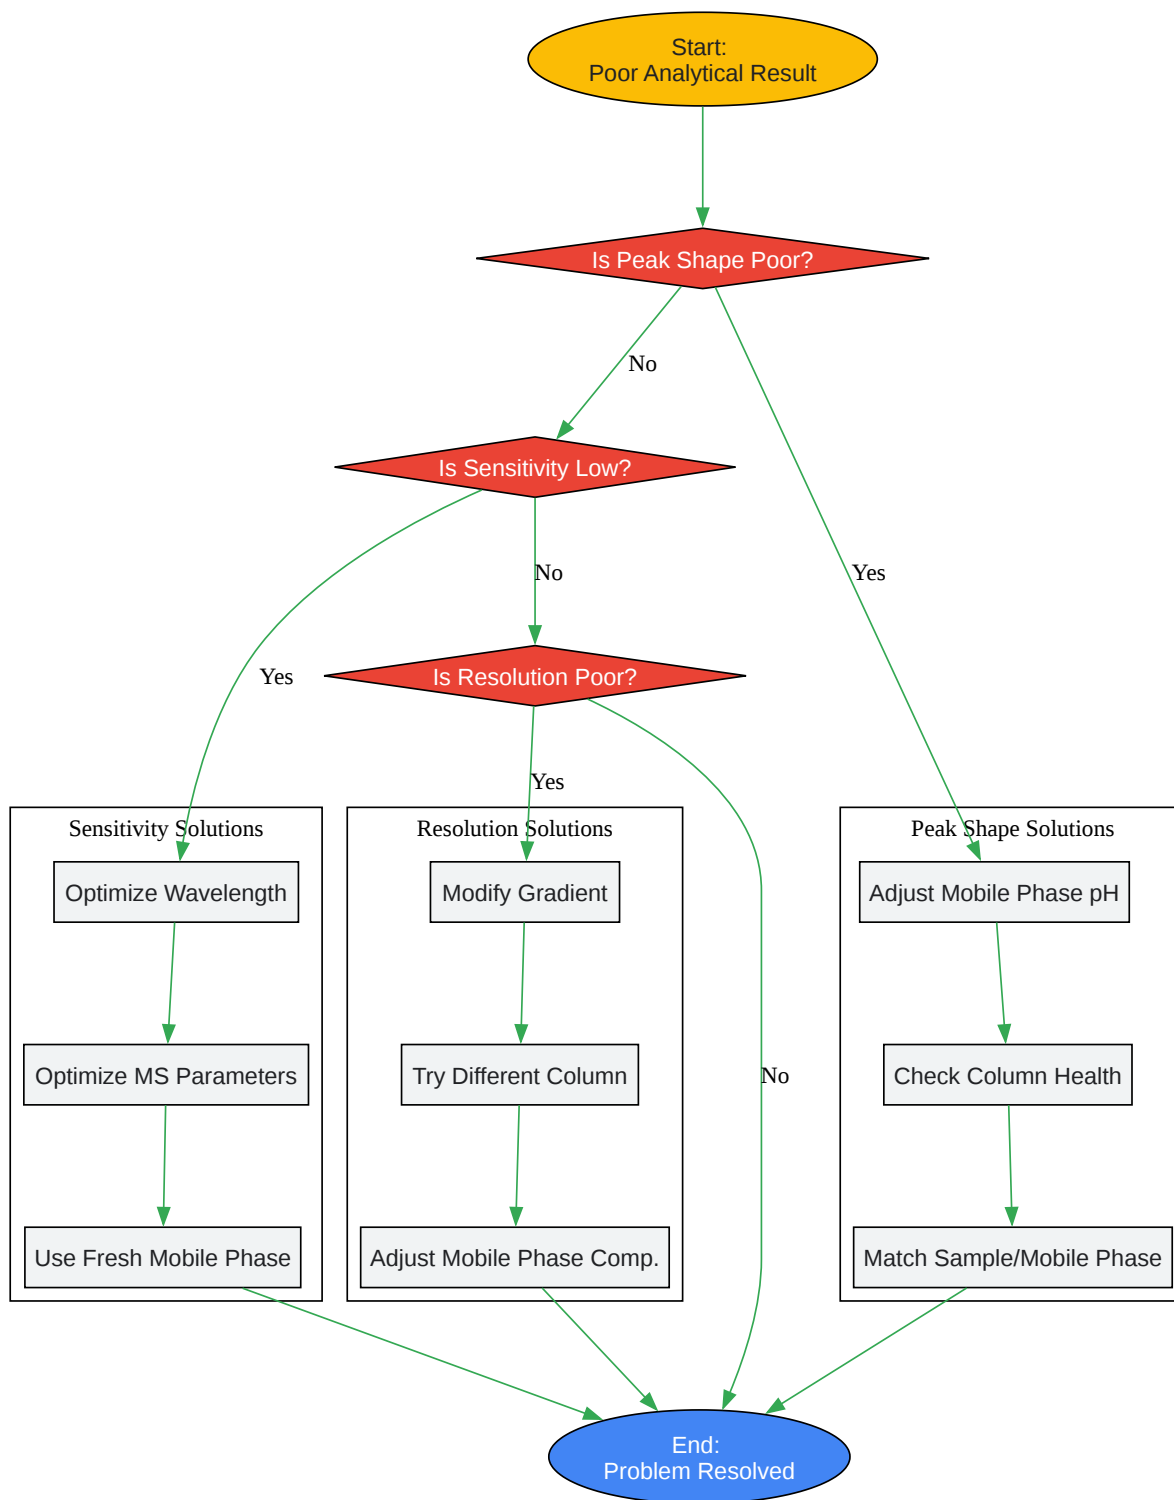 Start:
Poor Analytical Result
Is Peak Shape Poor?
No
Is Sensitivity Low?
No
Yes
Yes
Is Resolution Poor?
Yes
Sensitivity Solutions
Resolution Solutions
Peak Shape Solutions
Optimize Wavelength
Modify Gradient
Adjust Mobile Phase pH
Optimize MS Parameters
Try Different Column
No
Check Column Health
Use Fresh Mobile Phase
Adjust Mobile Phase Comp.
Match Sample/Mobile Phase
End:
Problem Resolved